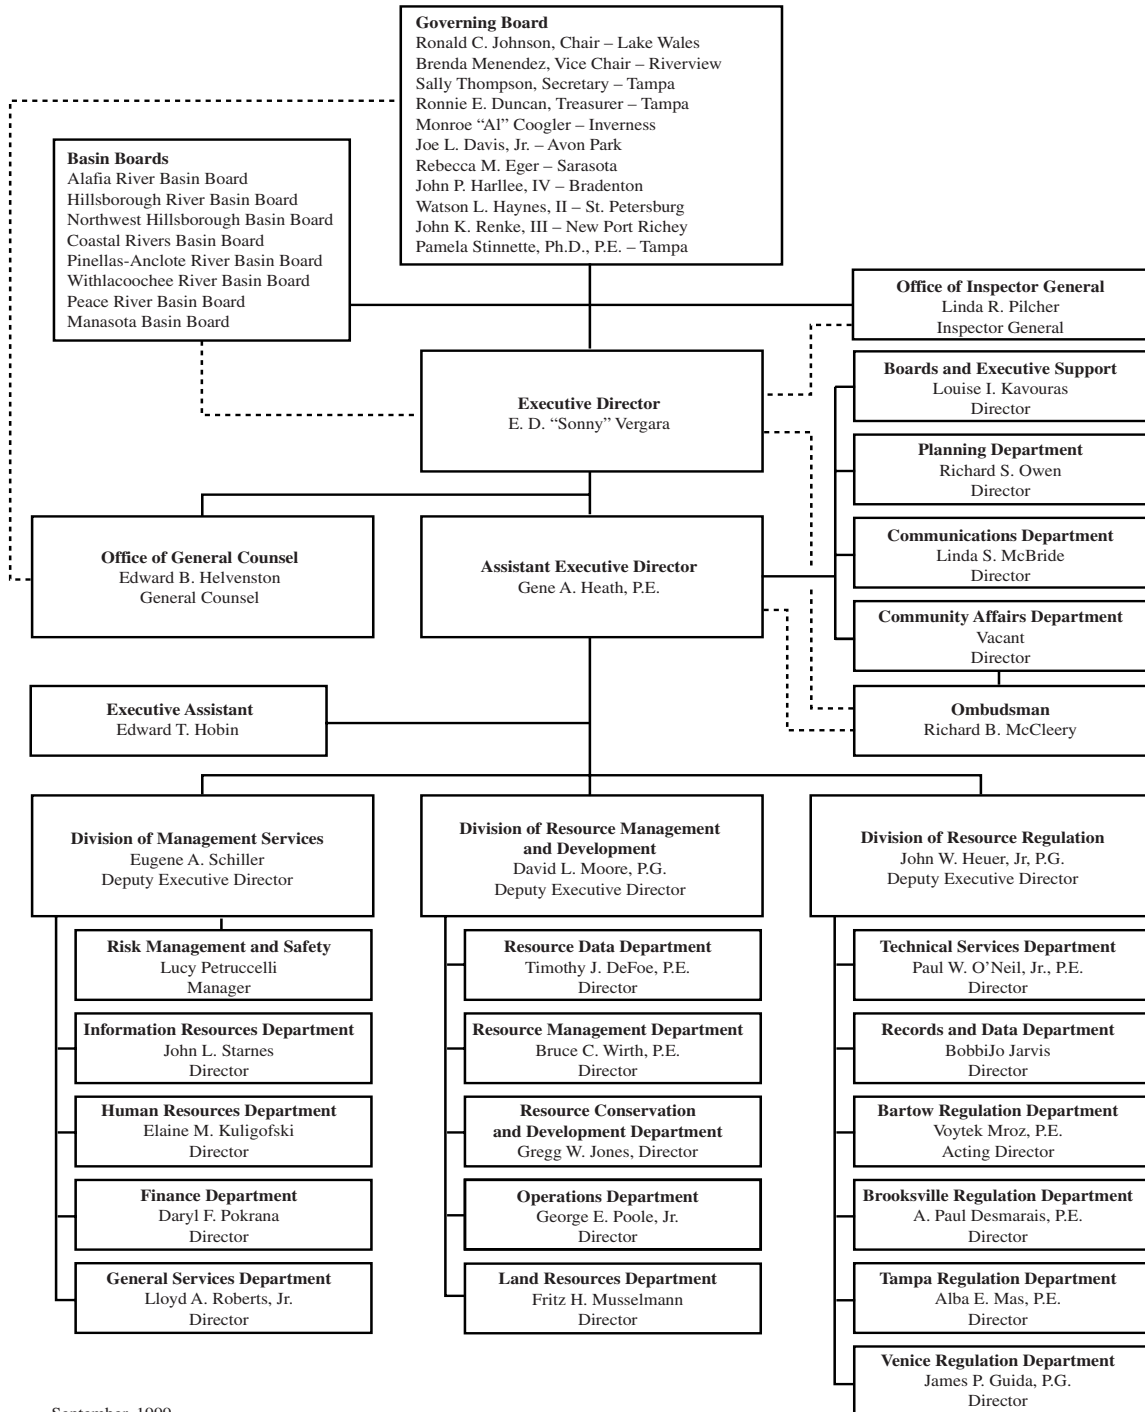 Governing Board
Ronald C. Johnson, Chair – Lake Wales
Brenda Menendez, Vice Chair – Riverview
Sally Thompson, Secretary – Tampa
Ronnie E. Duncan, Treasurer – Tampa
Monroe “Al” Coogler – Inverness
Joe L. Davis, Jr. – Avon Park
Rebecca M. Eger – Sarasota
John P. Harllee, IV – Bradenton
Watson L. Haynes, II – St. Petersburg
John K. Renke, III – New Port Richey
Pamela Stinnette, Ph.D., P.E. – Tampa
Basin Boards
Alafia River Basin Board
Hillsborough River Basin Board
Northwest Hillsborough Basin Board
Coastal Rivers Basin Board
Pinellas-Anclote River Basin Board
Withlacoochee River Basin Board
Peace River Basin Board
Manasota Basin Board
Office of Inspector General
Linda R. Pilcher
Inspector General
Executive Director
E. D. “Sonny” Vergara
Boards and Executive Support
Louise I. Kavouras
Director
Planning Department
Richard S. Owen
Director
Communications Department
Linda S. McBride
Director
Community Affairs Department
Vacant
Director
Ombudsman
Richard B. McCleery
Office of General Counsel
Edward B. Helvenston
General Counsel
Assistant Executive Director
Gene A. Heath, P.E.
Executive Assistant
Edward T. Hobin
Division of Management Services
Eugene A. Schiller
Deputy Executive Director
Risk Management and Safety
Lucy Petruccelli
Manager
Information Resources Department
John L. Starnes
Director
Human Resources Department
Elaine M. Kuligofski
Director
Finance Department
Daryl F. Pokrana
Director
General Services Department
Lloyd A. Roberts, Jr.
Director
Division of Resource Management
and Development
David L. Moore, P.G.
Deputy Executive Director
Resource Data Department
Timothy J. DeFoe, P.E.
Director
Resource Management Department
Bruce C. Wirth, P.E.
Director
Resource Conservation
and Development Department
Gregg W. Jones, Director
Operations Department
George E. Poole, Jr.
Director
Land Resources Department
Fritz H. Musselmann
Director
Division of Resource Regulation
John W. Heuer, Jr, P.G.
Deputy Executive Director
Technical Services Department
Paul W. O’Neil, Jr., P.E.
Director
Records and Data Department
BobbiJo Jarvis
Director
Bartow Regulation Department
Voytek Mroz, P.E.
Acting Director
Brooksville Regulation Department
A. Paul Desmarais, P.E.
Director
Tampa Regulation Department
Alba E. Mas, P.E.
Director
Venice Regulation Department
James P. Guida, P.G.
Director
September, 1999